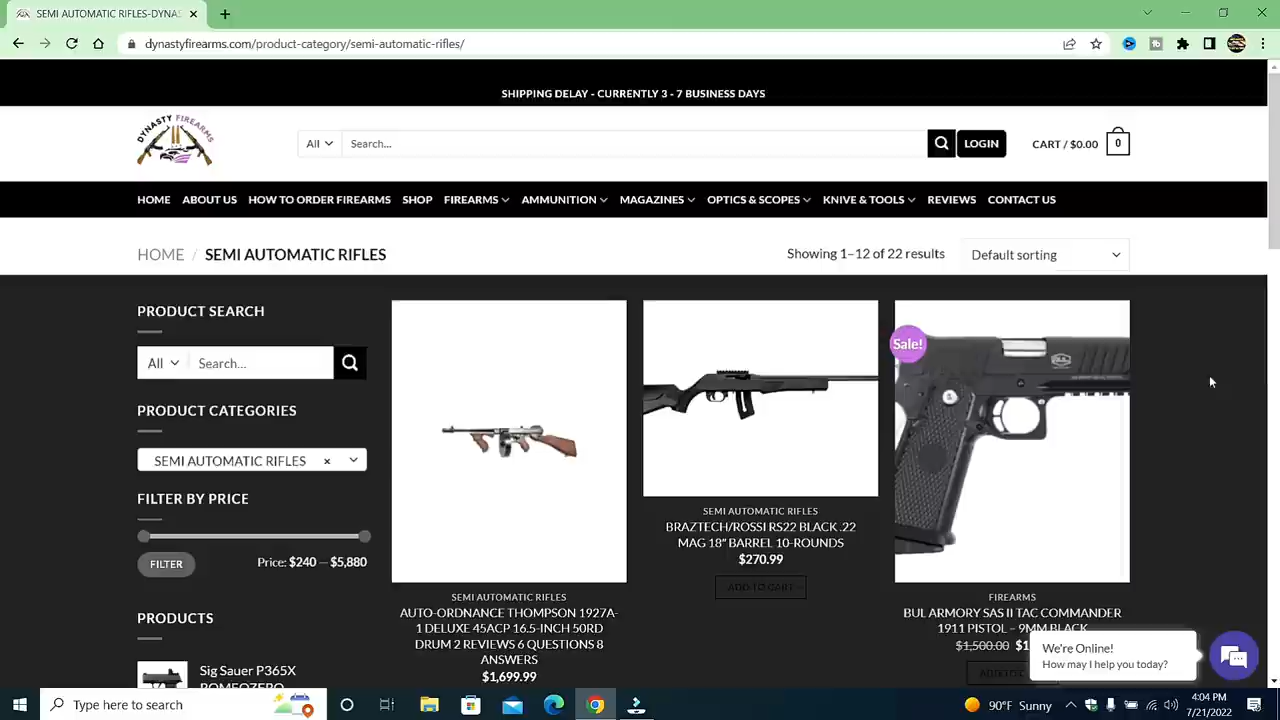 SEMI AUTOMATIC RIFLES-DYNAS
dynastyfirearms.com/product-category/semi-automatic-rifles/
SHIPPING DELAY - CURRENTLY 3 - 7 BUSINESS DAYS
DYNASTY FIREARMS
All
Search...
LOGIN
CART / $0.00
0
HOME ABOUT US HOW TO ORDER FIREARMS SHOP FIREARMS AMMUNITION MAGAZINES OPTICS & SCOPES KNIVE & TOOLS REVIEWS CONTACT US
HOME / SEMI AUTOMATIC RIFLES
Showing 1–12 of 22 results
Default sorting
PRODUCT SEARCH
All
Search...
PRODUCT CATEGORIES
SEMI AUTOMATIC RIFLES ×
FILTER BY PRICE
FILTER
Price: $240 — $5,880
PRODUCTS
Sig Sauer P365X
ROMEOZERO
SEMI AUTOMATIC RIFLES
AUTO-ORDNANCE THOMPSON 1927A-
1 DELUXE 45ACP 16.5-INCH 50RD
DRUM 2 REVIEWS 6 QUESTIONS 8
ANSWERS
$1,699.99
SEMI AUTOMATIC RIFLES
BRAZTECH/ROSSI RS22 BLACK .22
MAG 18″ BARREL 10-ROUNDS
$270.99
ADD TO CART
Sale!
FIREARMS
BUL ARMORY SAS II TAC COMMANDER
1911 PISTOL – 9MM BLACK
$1,500.00
We're Online!
How may I help you today?
Type here to search
90°F Sunny
4:04 PM
7/21/2022